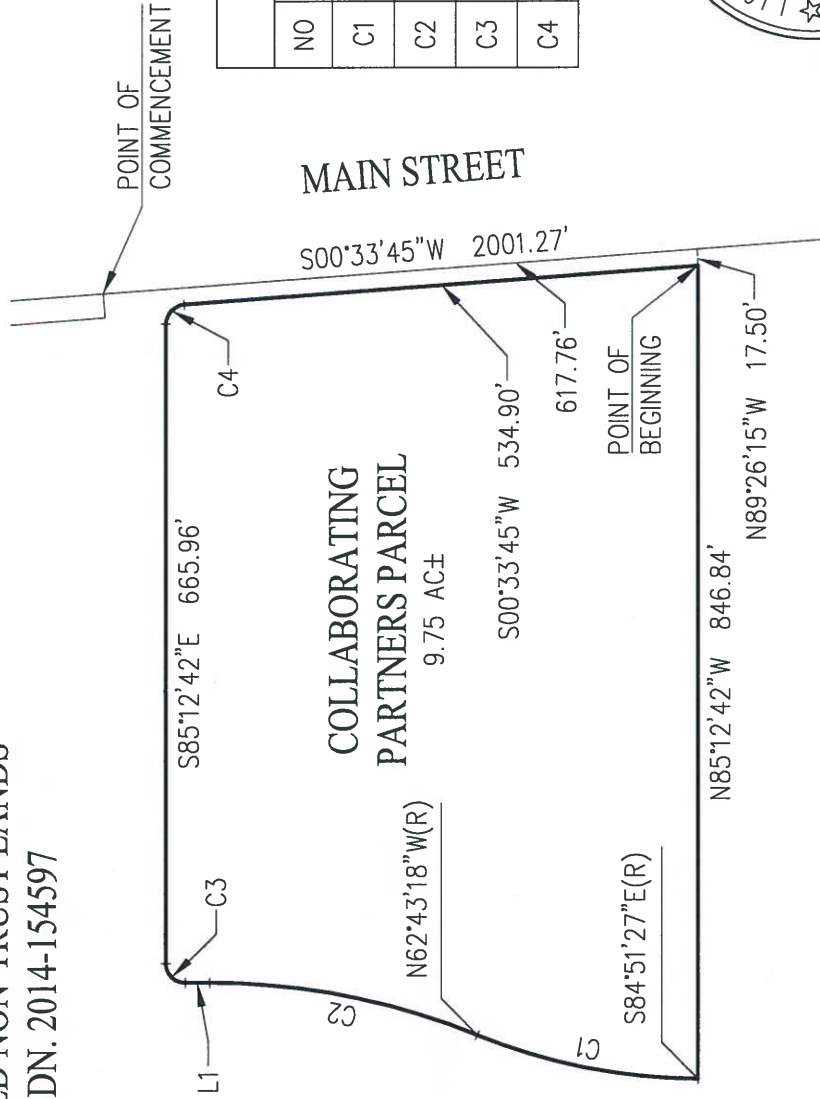 POINT OF
COMMENCEMENT
NO
C1
C2
C3
C4
MAIN STREET
S00°33'45"W 2001.27'
C4
S85°12'42"E 665.96'
COLLABORATING
PARTNERS PARCEL
9.75 AC±
S00°33'45"W 534.90'
617.76'
POINT OF
BEGINNING
N89°26'15"W 17.50'
N85°12'42"W 846.84'
C3
L1
C2
N62°43'18"W(R)
C1
S84°51'27"E(R)
NON-TRUST LANDS
DN. 2014-154597